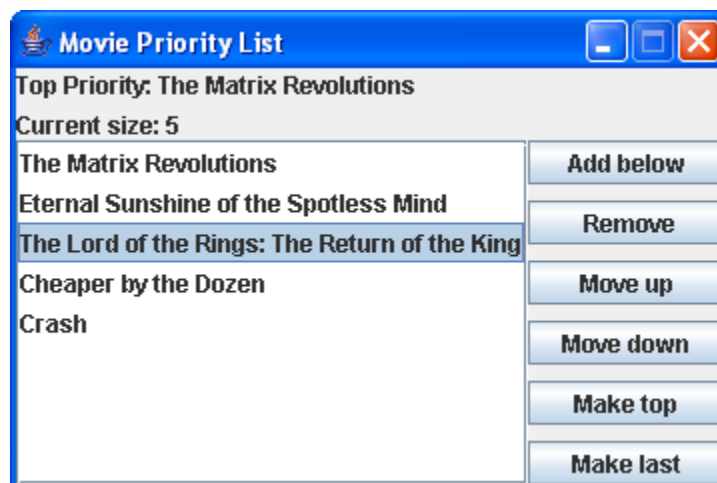 Movie Priority List
Top Priority: The Matrix Revolutions
Current size: 5
The Matrix Revolutions
Eternal Sunshine of the Spotless Mind
The Lord of the Rings: The Return of the King
Cheaper by the Dozen
Crash
Add below
Remove
Move up
Move down
Make top
Make last